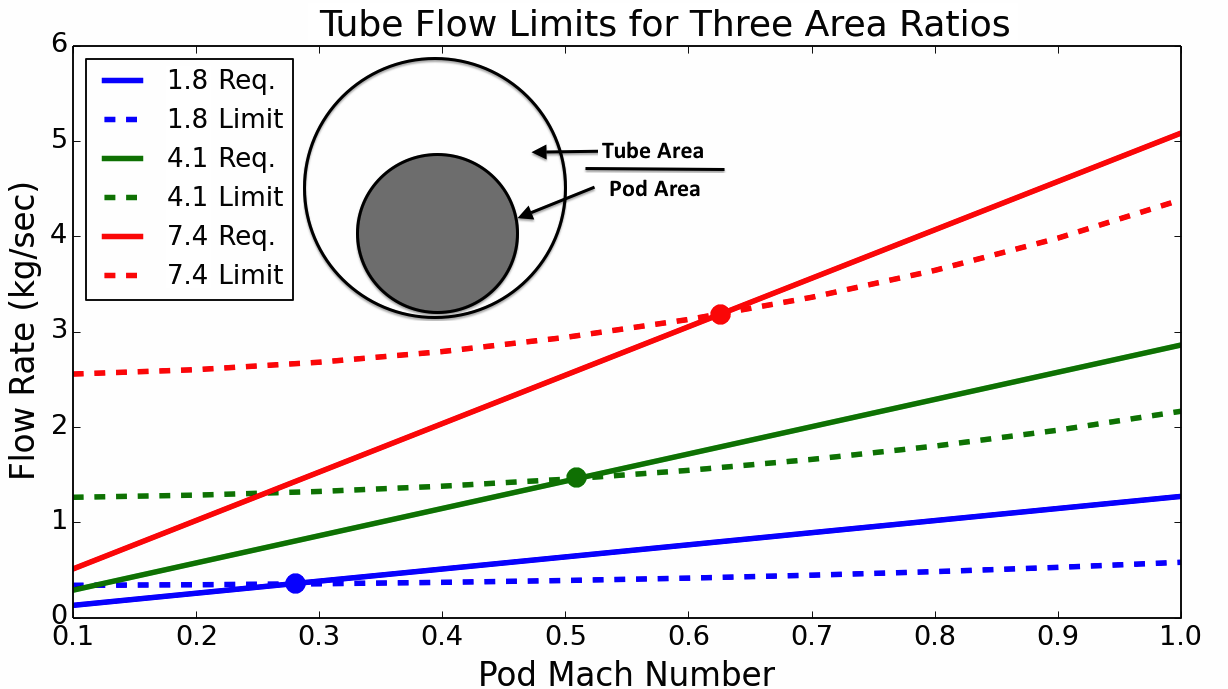 Tube Flow Limits for Three Area Ratios
6
5
4
3
2
1
0
Flow Rate (kg/sec)
1.8 Req.
1.8 Limit
4.1 Req.
4.1 Limit
7.4 Req.
7.4 Limit
Tube Area
Pod Area
0.1 0.2 0.3 0.4 0.5 0.6 0.7 0.8 0.9 1.0
Pod Mach Number